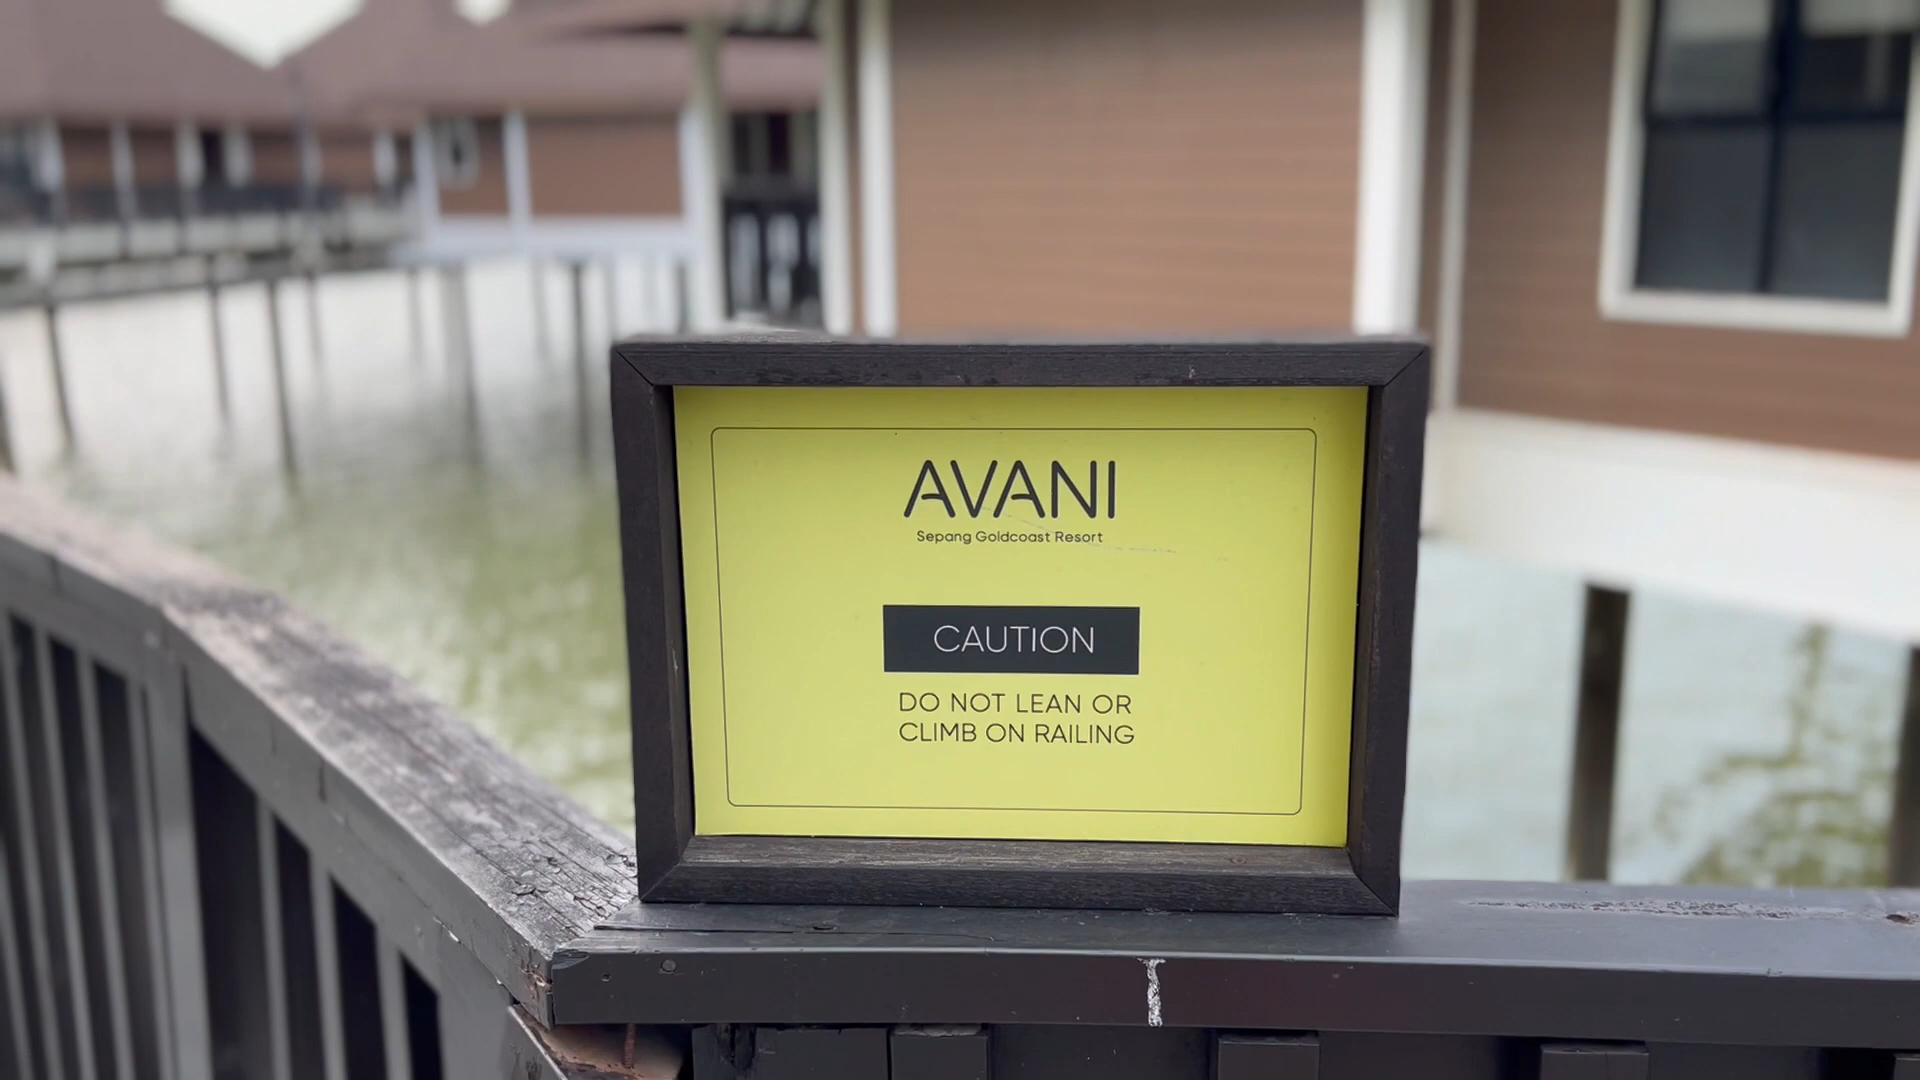 AVANI
Sepang Goldcoast Resort
CAUTION
DO NOT LEAN OR
CLIMB ON RAILING